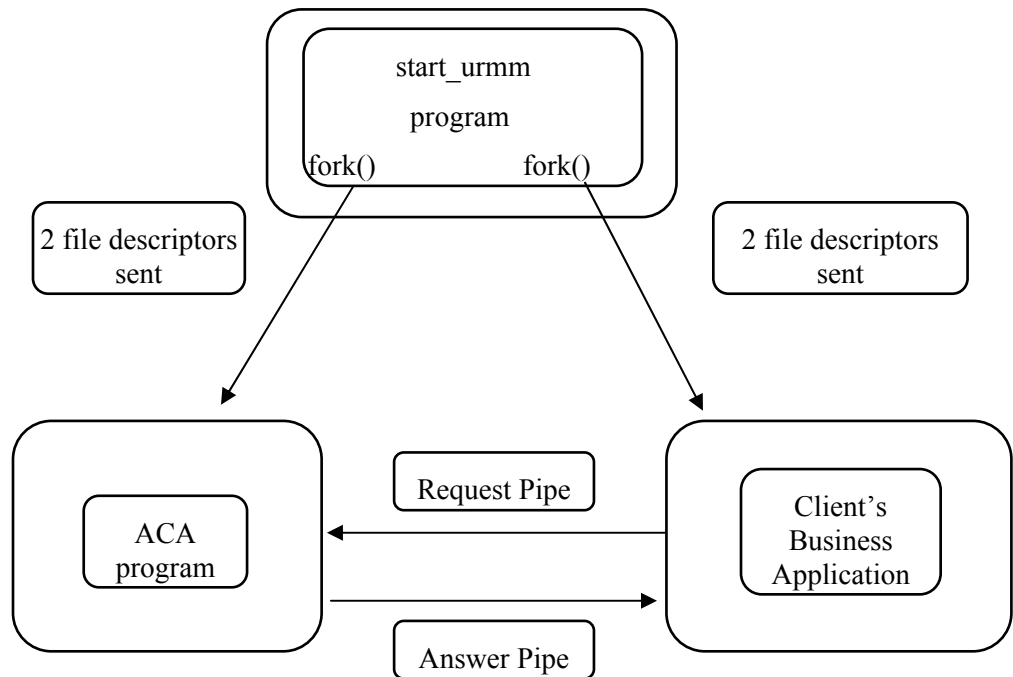 start_urmm
program
fork() fork()
2 file descriptors
sent
2 file descriptors
sent
Request Pipe
ACA
program
Client’s
Business
Application
Answer Pipe